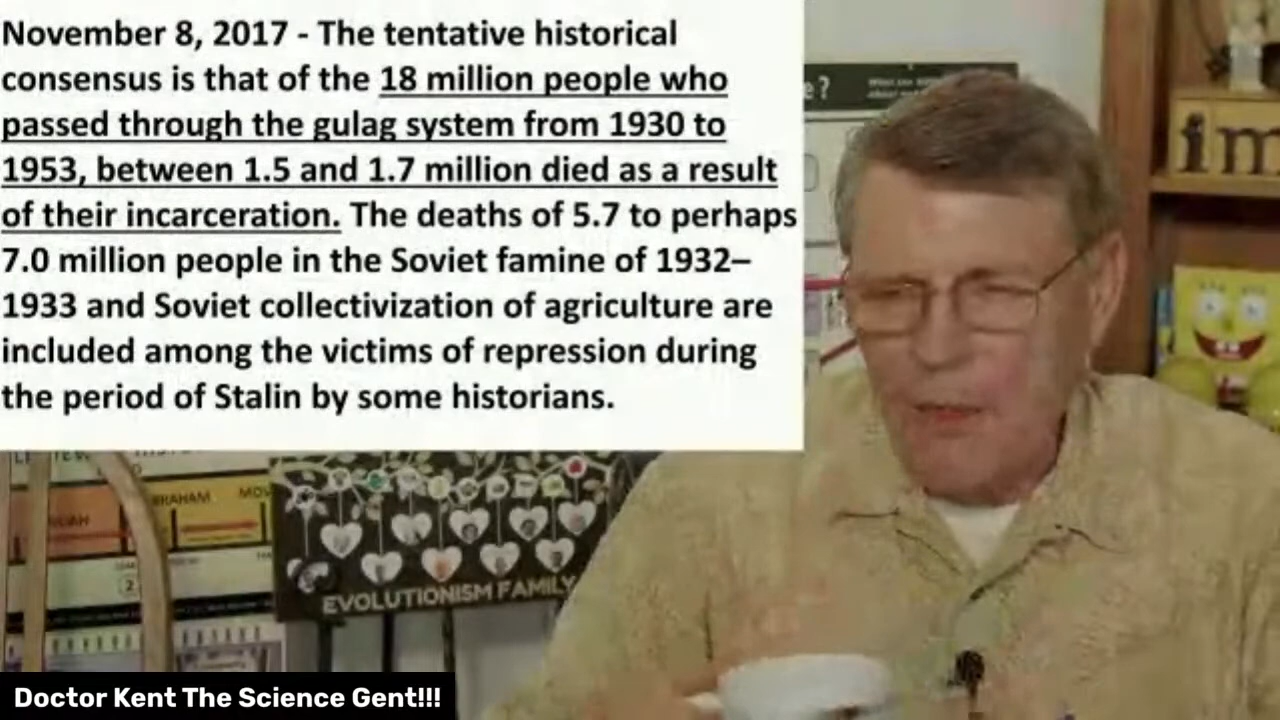 November 8, 2017 - The tentative historical
consensus is that of the 18 million people who
passed through the gulag system from 1930 to
1953, between 1.5 and 1.7 million died as a result
of their incarceration. The deaths of 5.7 to perhaps
7.0 million people in the Soviet famine of 1932–
1933 and Soviet collectivization of agriculture are
included among the victims of repression during
the period of Stalin by some historians.
e?
im
BRAHAM
EVOLUTIONISM FAMILY
2
Doctor Kent The Science Gent!!!